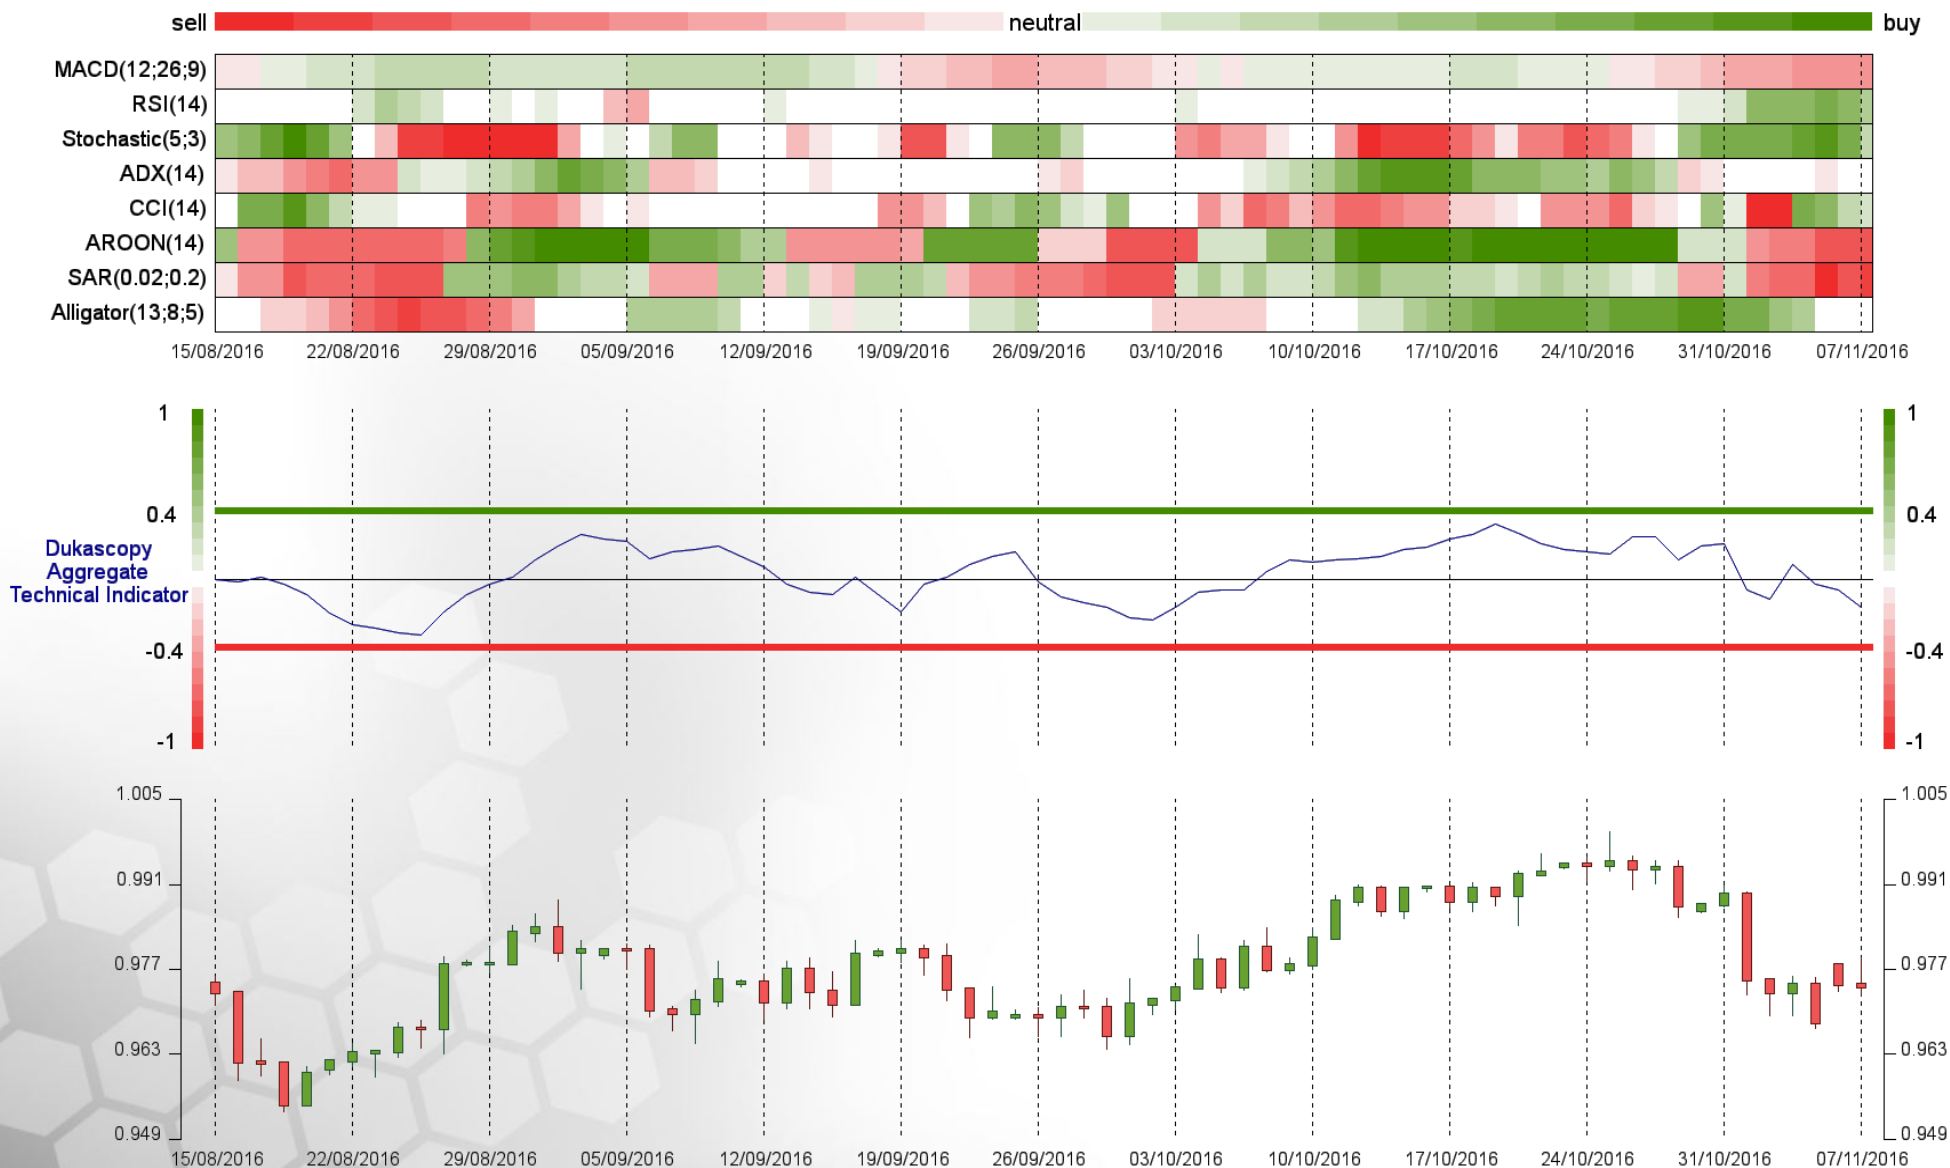 sell neutral buy
MACD(12;26;9)
RSI(14)
Stochastic(5;3)
ADX(14)
CCI(14)
AROON(14)
SAR(0.02;0.2)
Alligator(13;8;5)
15/08/2016 22/08/2016 29/08/2016 05/09/2016 12/09/2016 19/09/2016 26/09/2016 03/10/2016 10/10/2016 17/10/2016 24/10/2016 31/10/2016 07/11/2016
1 1
0.4 0.4
Dukascopy
Aggregate
Technical Indicator
-0.4 -0.4
-1 -1
1.005 1.005
0.991 0.991
0.977 0.977
0.963 0.963
0.949 0.949
15/08/2016 22/08/2016 29/08/2016 05/09/2016 12/09/2016 19/09/2016 26/09/2016 03/10/2016 10/10/2016 17/10/2016 24/10/2016 31/10/2016 07/11/2016